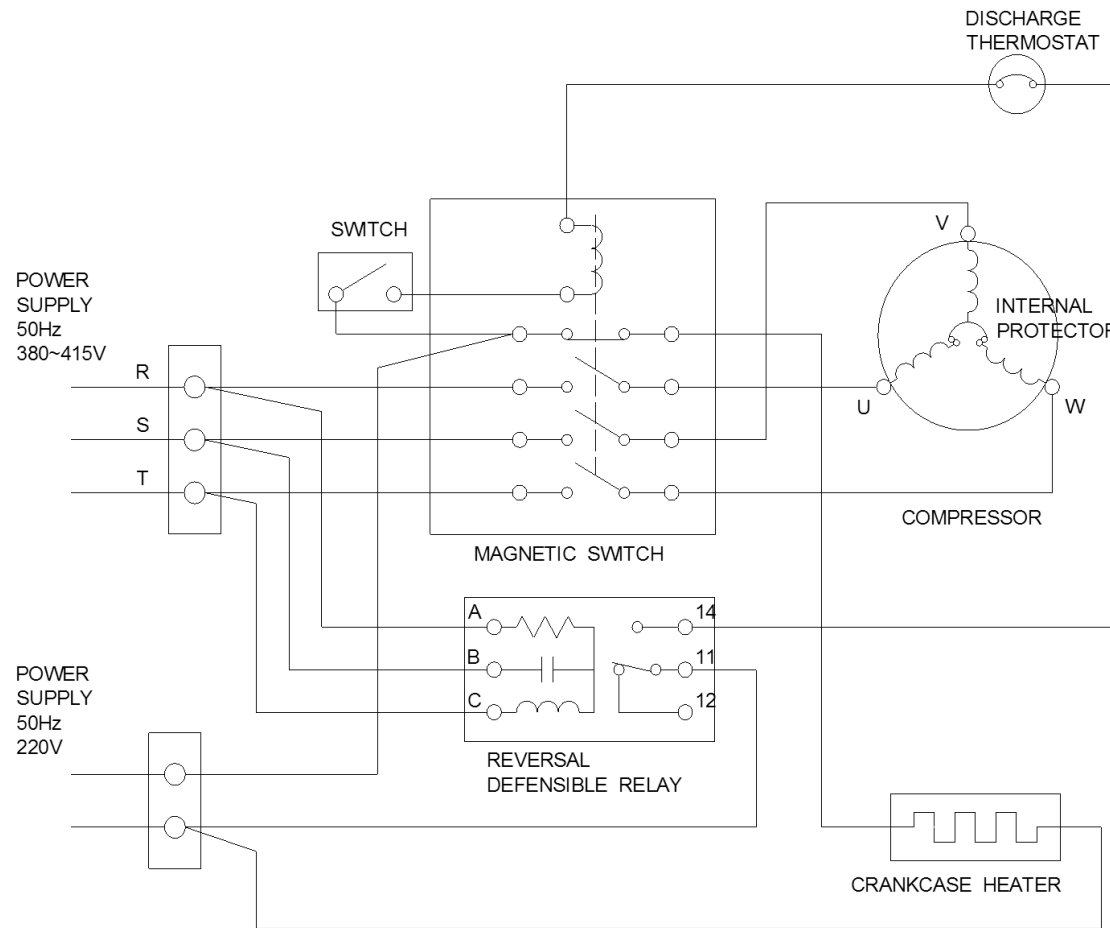 DISCHARGE
THERMOSTAT
SWITCH
V
POWER
SUPPLY
50Hz
380~415V
INTERNAL
PROTECTOR
R
U
W
S
T
COMPRESSOR
MAGNETIC SWITCH
A
14
B
11
C
12
POWER
SUPPLY
50Hz
220V
REVERSAL
DEFENSIBLE RELAY
CRANKCASE HEATER